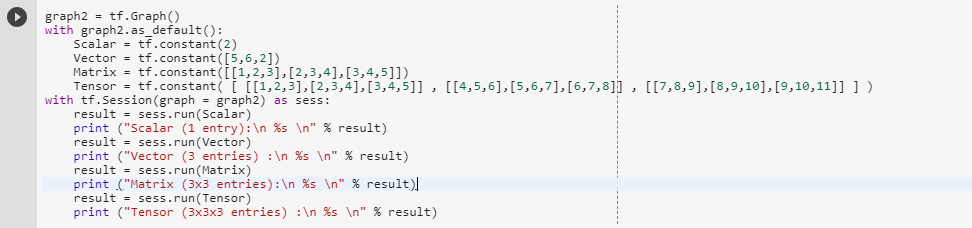 graph2 = tf.Graph()
with graph2.as_default():
    Scalar = tf.constant(2)
    Vector = tf.constant([5,6,2])
    Matrix = tf.constant([[1,2,3],[2,3,4],[3,4,5]])
    Tensor = tf.constant( [ [[1,2,3],[2,3,4],[3,4,5]] , [[4,5,6],[5,6,7],[6,7,8]] , [[7,8,9],[8,9,10],[9,10,11]] ] )
with tf.Session(graph = graph2) as sess:
    result = sess.run(Scalar)
    print ("Scalar (1 entry):\n %s \n" % result)
    result = sess.run(Vector)
    print ("Vector (3 entries) :\n %s \n" % result)
    result = sess.run(Matrix)
    print ("Matrix (3x3 entries):\n %s \n" % result)
    result = sess.run(Tensor)
    print ("Tensor (3x3x3 entries) :\n %s \n" % result)